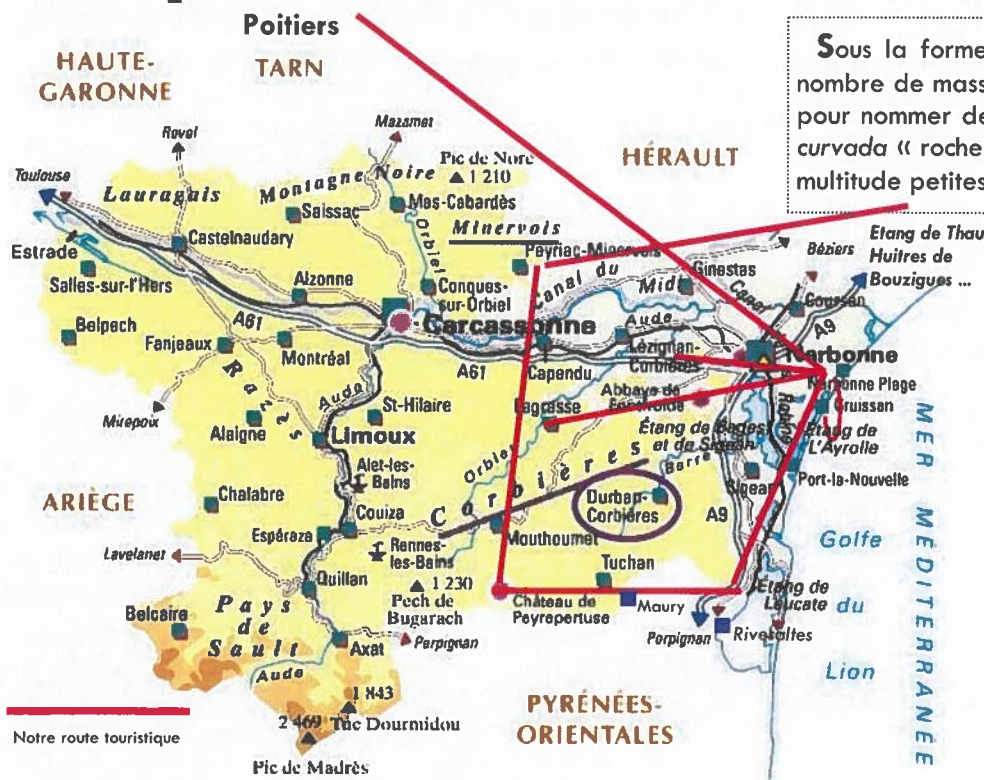 Poitiers
Sous la forme
nombre de mass
pour nommer de
curvada « roche
multitude petites
HAUTE-
GARONNE
TARN
HÉRAULT
Revel
Mazamet
Toulouse
Lauragais
Montagne Noire
Pic de Nore
1 210
Saissac
Mas-Cabardès
Minervois
Orbiel
Estrade
Castelnaudary
Salles-sur-l'Hers
Alzonne
Conques-
sur-Orbiel
Peyriac-Minervois
Canal du
Midi
Ginestas
Canal
Béziers
Etang de Thau
Huitres de
Bouzigues ...
Coursan
A9
Belpech
A61
Fanjeaux
Montréal
Carcassonne
A61
Capendu
Aude
Lézignan-
Corbières
Narbonne
Narbonne Plage
Gruissan
Razès
Aude
Mirepoix
Alaigne
St-Hilaire
Limoux
Lagrasse
Abbaye de
Fontfroide
Étang de Bages
et de Sigean
Robine
Étang de
L'Ayrolle
Port-la-Nouvelle
ARIÈGE
Alet-les-
Bains
Chalabre
Couiza
Orbiel
Corbières
Berre
Sigean
Durban-
Corbières
A9
Espéraza
Rennes-
les-Bains
Mouthoumet
Lavelanet
Quillan
1 230
Pech de
Bugarach
Tuchan
Château de
Peyrepertuse
Maury
Étang de
Leucate
Golfe
du
Lion
MER MÉDITERRANÉE
Belcaire
Pays
de
Sault
Axat
Perpignan
Perpignan
Rivesaltes
Aude
1 843
2 469
Tuc Dourmidou
Pic de Madrès
PYRÉNÉES-
ORIENTALES
Notre route touristique